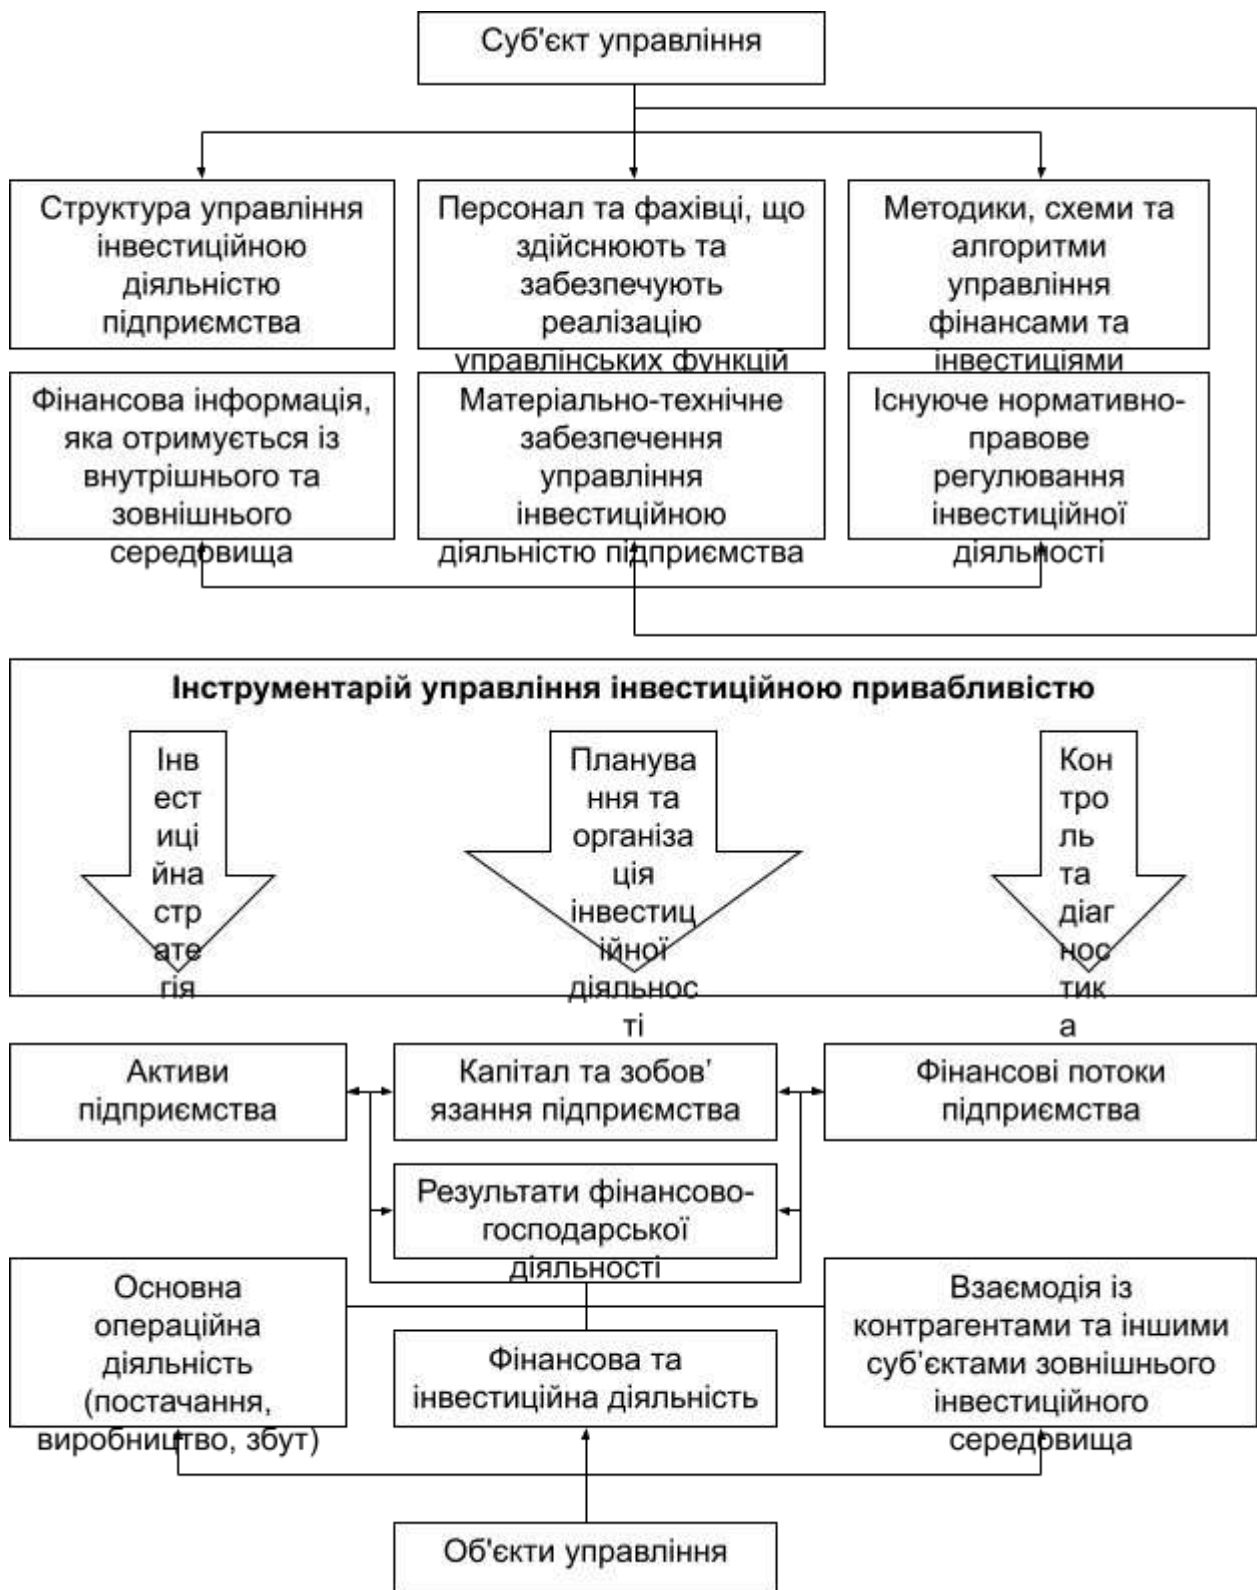 Суб'єкт управління
Структура управління
інвестиційною
діяльністю
підприємства
Персонал та фахівці, що
здійснюють та
забезпечують
реалізацію
управлінських функцій
Методики, схеми та
алгоритми
управління
фінансами та
інвестиціями
Фінансова інформація,
яка отримується із
внутрішнього та
зовнішнього
середовища
Матеріально-технічне
забезпечення
управління
інвестиційною
діяльністю підприємства
Існуюче нормативно-
правове
регулювання
інвестиційної
діяльності
Інструментарій управління інвестиційною привабливістю
Інв
ест
иці
йна
стр
ате
гія
Планува
ння та
організа
ція
інвестиц
ійної
діяльнос
ті
Кон
тро
ль
та
діаг
нос
тик
а
Активи
підприємства
Капітал та зобов’
язання підприємства
Фінансові потоки
підприємства
Результати фінансово-
господарської
діяльності
Основна
операційна
діяльність
(постачання,
виробництво, збут)
Фінансова та
інвестиційна діяльність
Взаємодія із
контрагентами та іншими
суб’єктами зовнішнього
інвестиційного
середовища
Об'єкти управління